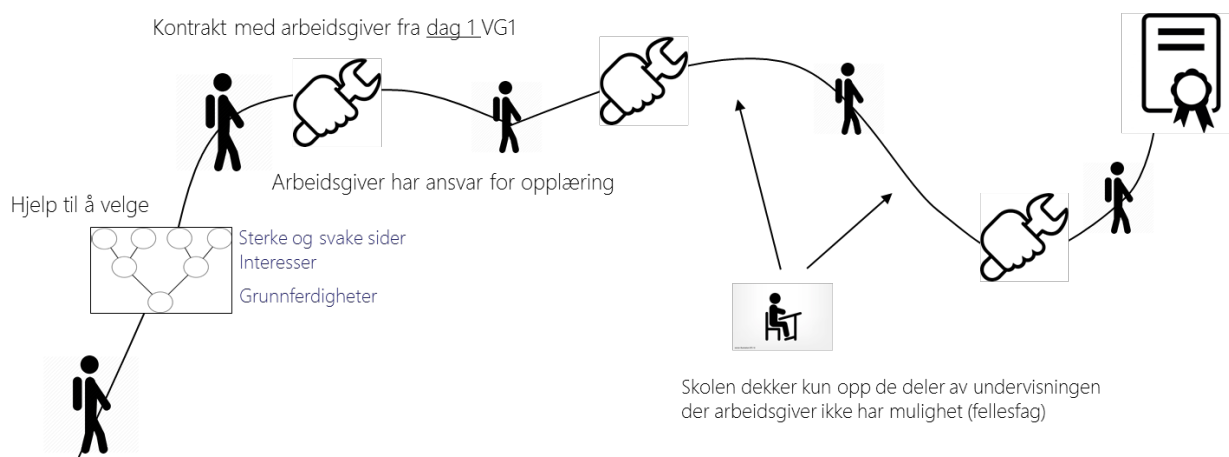 Kontrakt med arbeidsgiver fra dag 1 VG1
Arbeidsgiver har ansvar for opplæring
Hjelp til å velge
Sterke og svake sider
Interesser
Grunnferdigheter
Skolen dekker kun opp de deler av undervisningen
der arbeidsgiver ikke har mulighet (fellesfag)